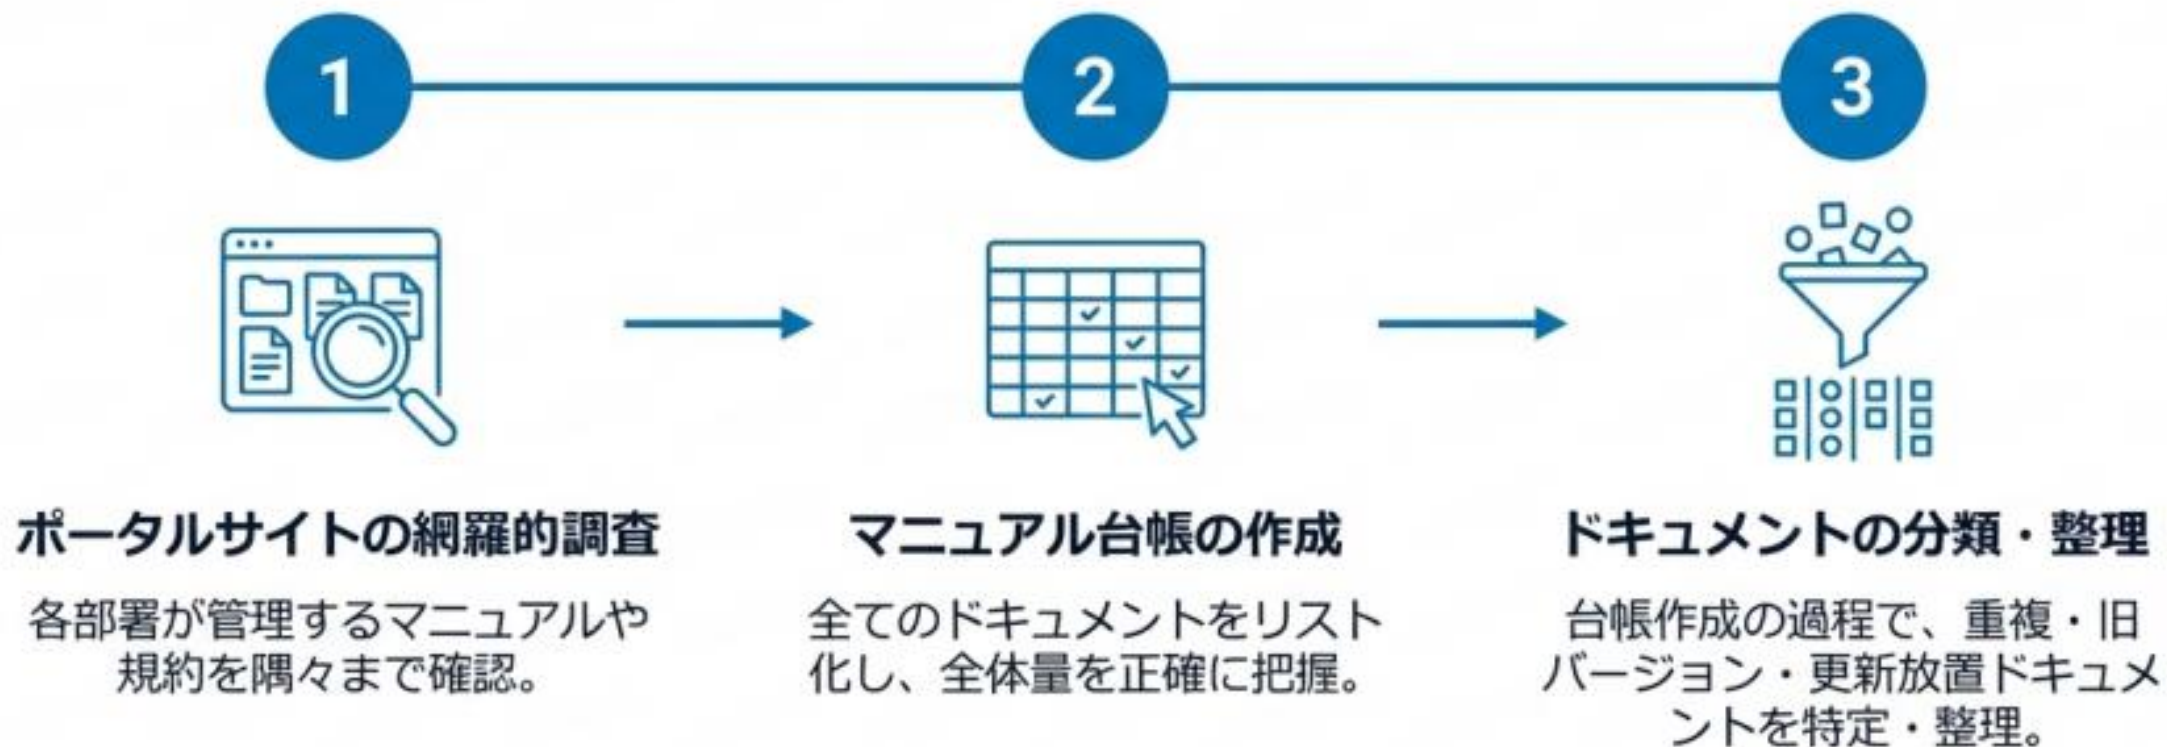 1
2
3
ポータルサイトの網羅的調査
各部署が管理するマニュアルや
規約を隅々まで確認。
マニュアル台帳の作成
全てのドキュメントをリスト
化し、全体量を正確に把握。
ドキュメントの分類・整理
台帳作成の過程で、重複・旧
バージョン・更新放置ドキュメ
ントを特定・整理。